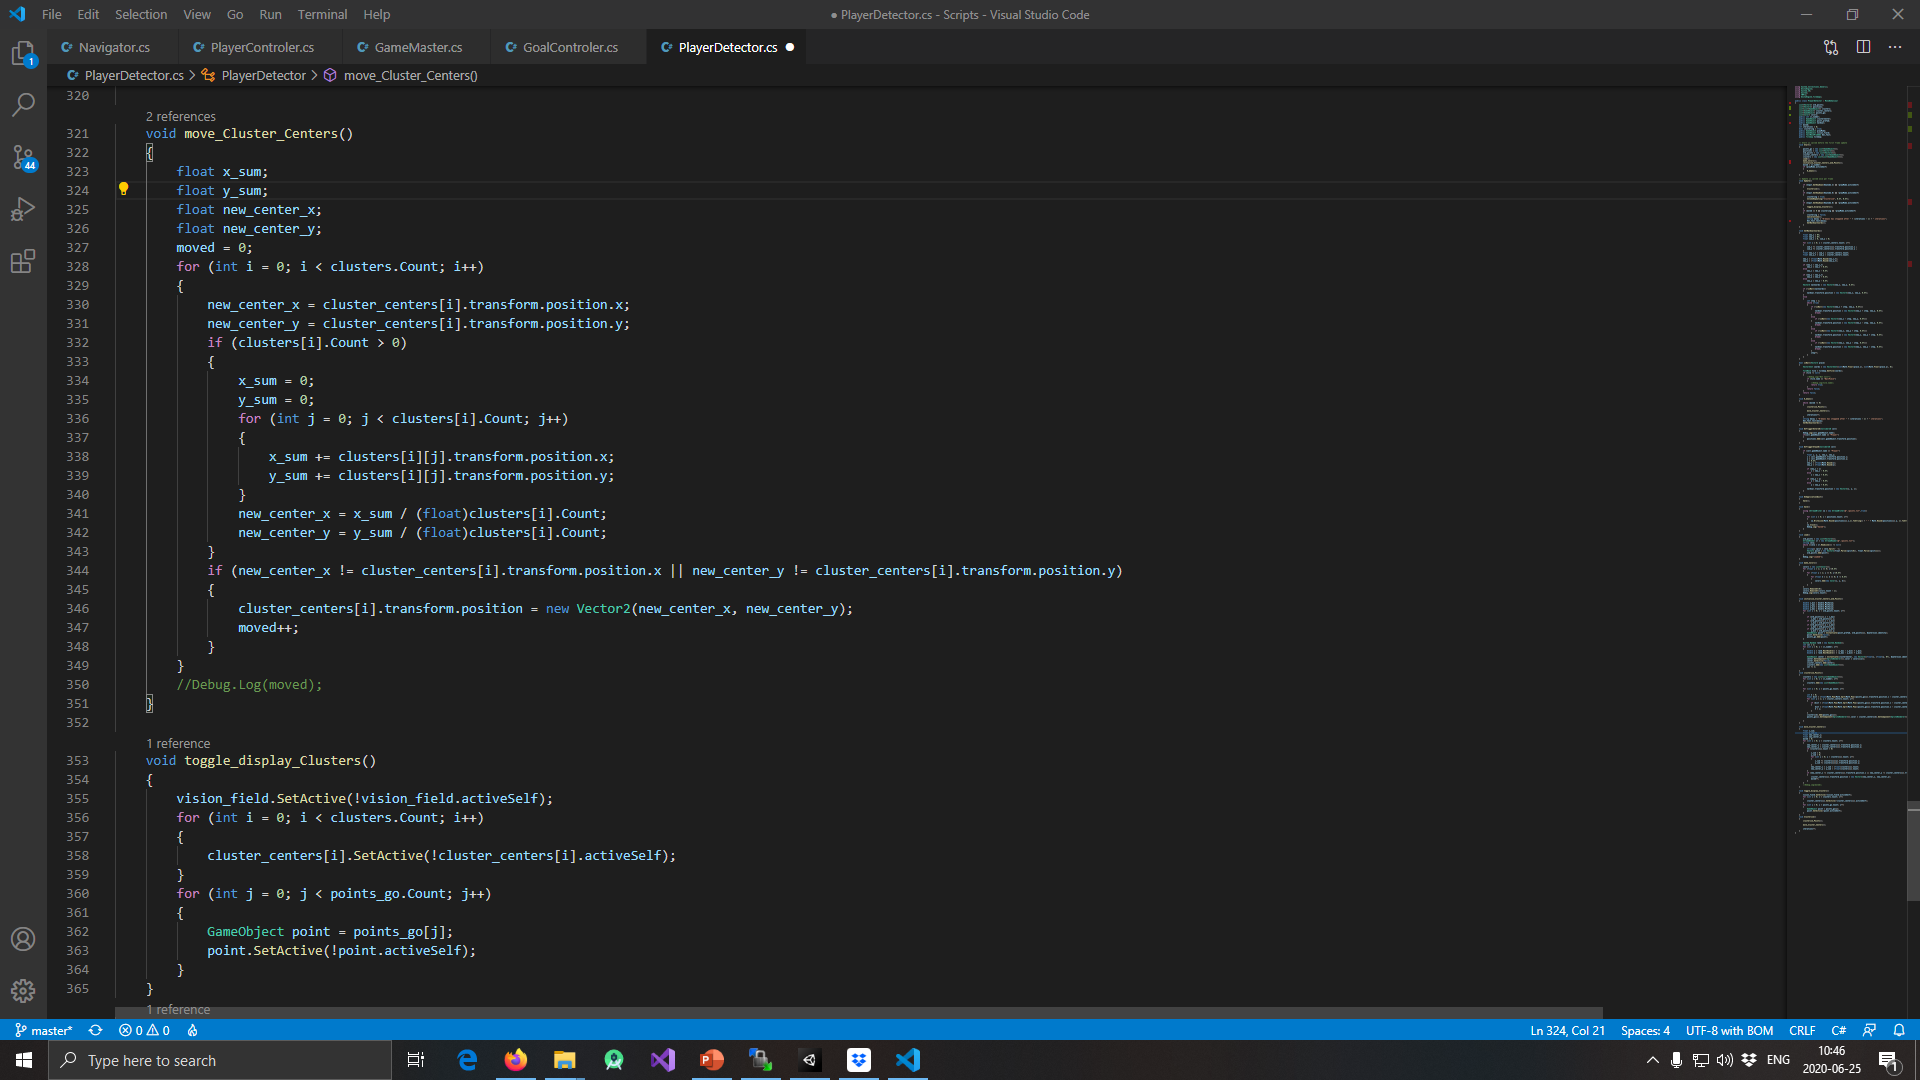 File Edit Selection View Go Run Terminal Help
● PlayerDetector.cs - Scripts - Visual Studio Code
Navigator.cs PlayerControler.cs GameMaster.cs GoalControler.cs PlayerDetector.cs ●
PlayerDetector.cs > PlayerDetector > move_Cluster_Centers()
320
2 references
321 void move_Cluster_Centers()
322 {
323 float x_sum;
324 float y_sum;
325 float new_center_x;
326 float new_center_y;
327 moved = 0;
328 for (int i = 0; i < clusters.Count; i++)
329 {
330 new_center_x = cluster_centers[i].transform.position.x;
331 new_center_y = cluster_centers[i].transform.position.y;
332 if (clusters[i].Count > 0)
333 {
334 x_sum = 0;
335 y_sum = 0;
336 for (int j = 0; j < clusters[i].Count; j++)
337 {
338 x_sum += clusters[i][j].transform.position.x;
339 y_sum += clusters[i][j].transform.position.y;
340 }
341 new_center_x = x_sum / (float)clusters[i].Count;
342 new_center_y = y_sum / (float)clusters[i].Count;
343 }
344 if (new_center_x != cluster_centers[i].transform.position.x || new_center_y != cluster_centers[i].transform.position.y)
345 {
346 cluster_centers[i].transform.position = new Vector2(new_center_x, new_center_y);
347 moved++;
348 }
349 }
350 //Debug.Log(moved);
351 }
352
1 reference
353 void toggle_display_Clusters()
354 {
355 vision_field.SetActive(!vision_field.activeSelf);
356 for (int i = 0; i < clusters.Count; i++)
357 {
358 cluster_centers[i].SetActive(!cluster_centers[i].activeSelf);
359 }
360 for (int j = 0; j < points_go.Count; j++)
361 {
362 GameObject point = points_go[j];
363 point.SetActive(!point.activeSelf);
364 }
365 }
1 reference
1
44
master* 0 0 Ln 324, Col 21 Spaces: 4 UTF-8 with BOM CRLF C#
Type here to search
ENG 10:46
2020-06-25
1